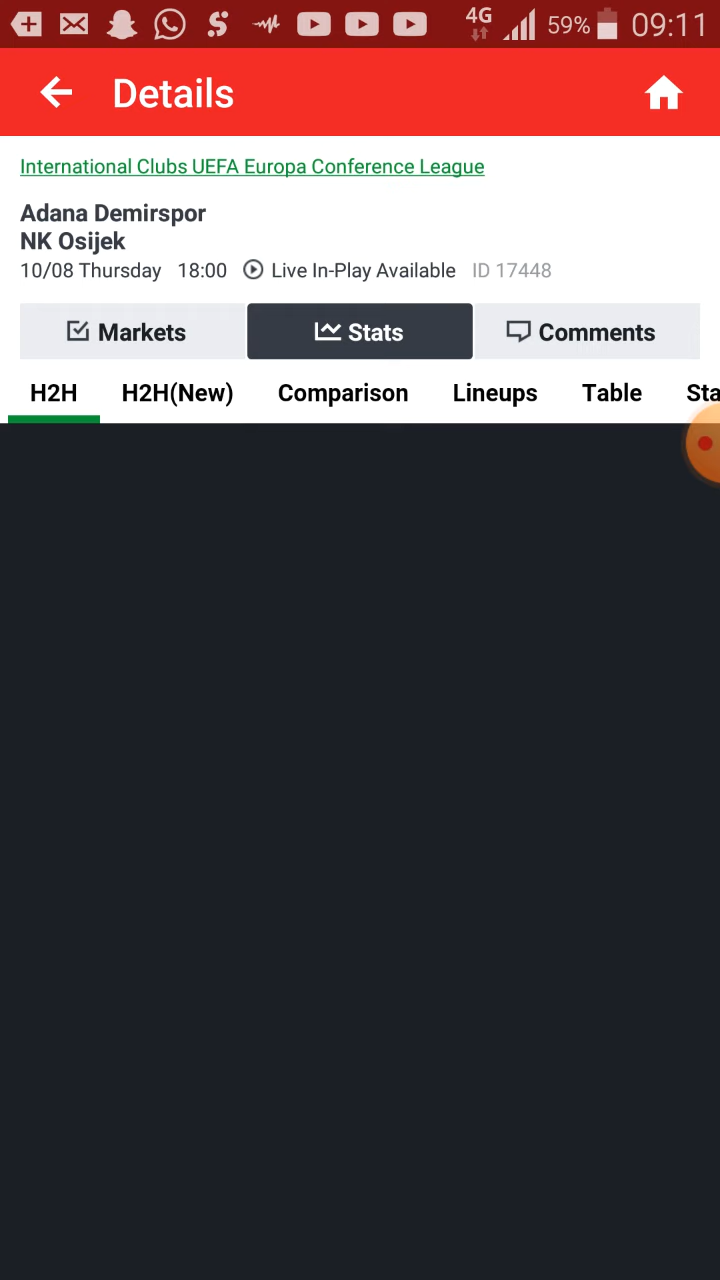 4G 59% 09:11
Details
International Clubs UEFA Europa Conference League
Adana Demirspor
NK Osijek
10/08 Thursday 18:00 Live In-Play Available ID 17448
Markets Stats Comments
H2H H2H(New) Comparison Lineups Table Sta